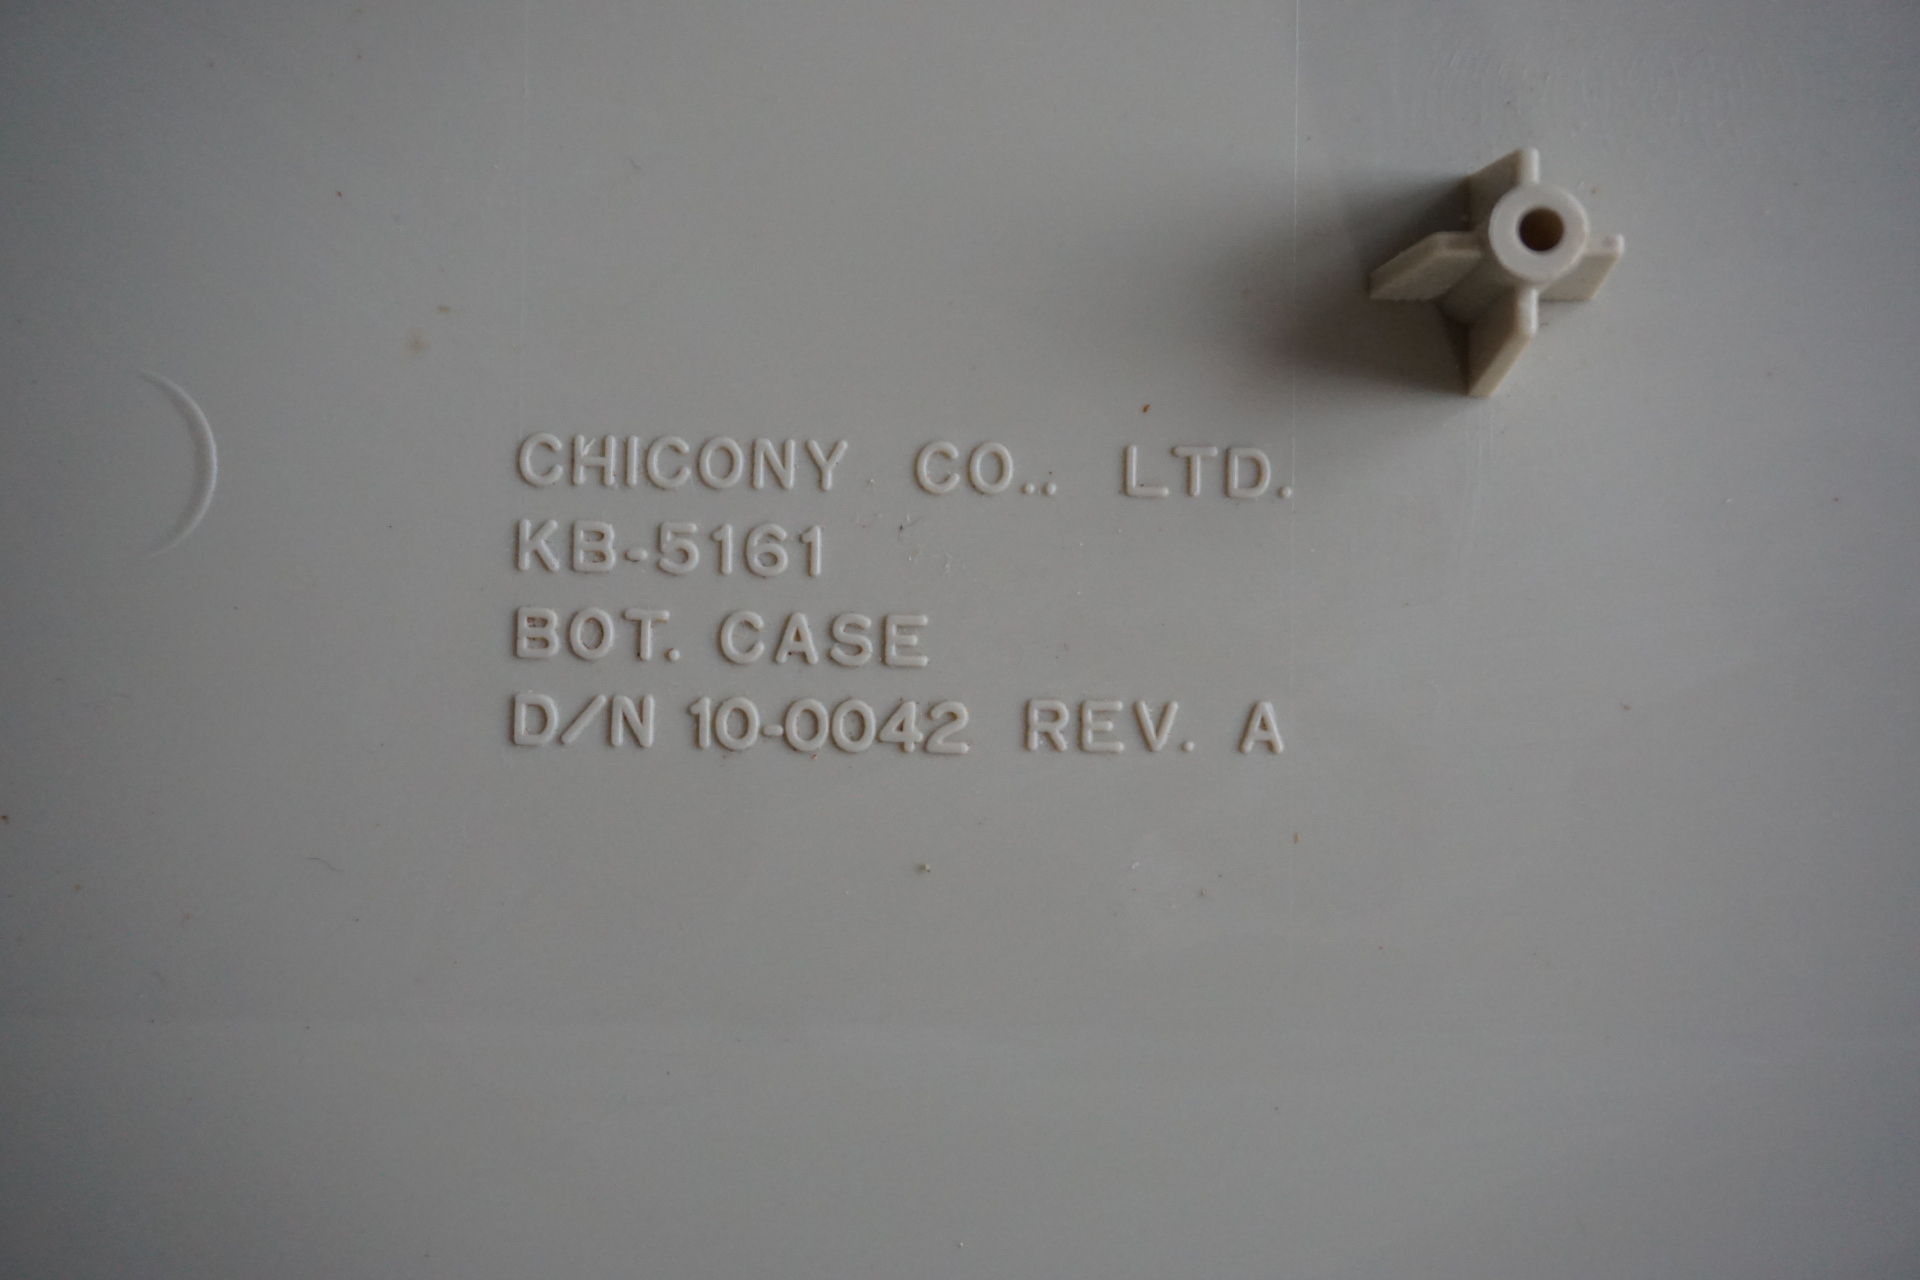 CHICONY CO.. LTD.
KB-5161
BOT. CASE
D/N 10-0042 REV. A